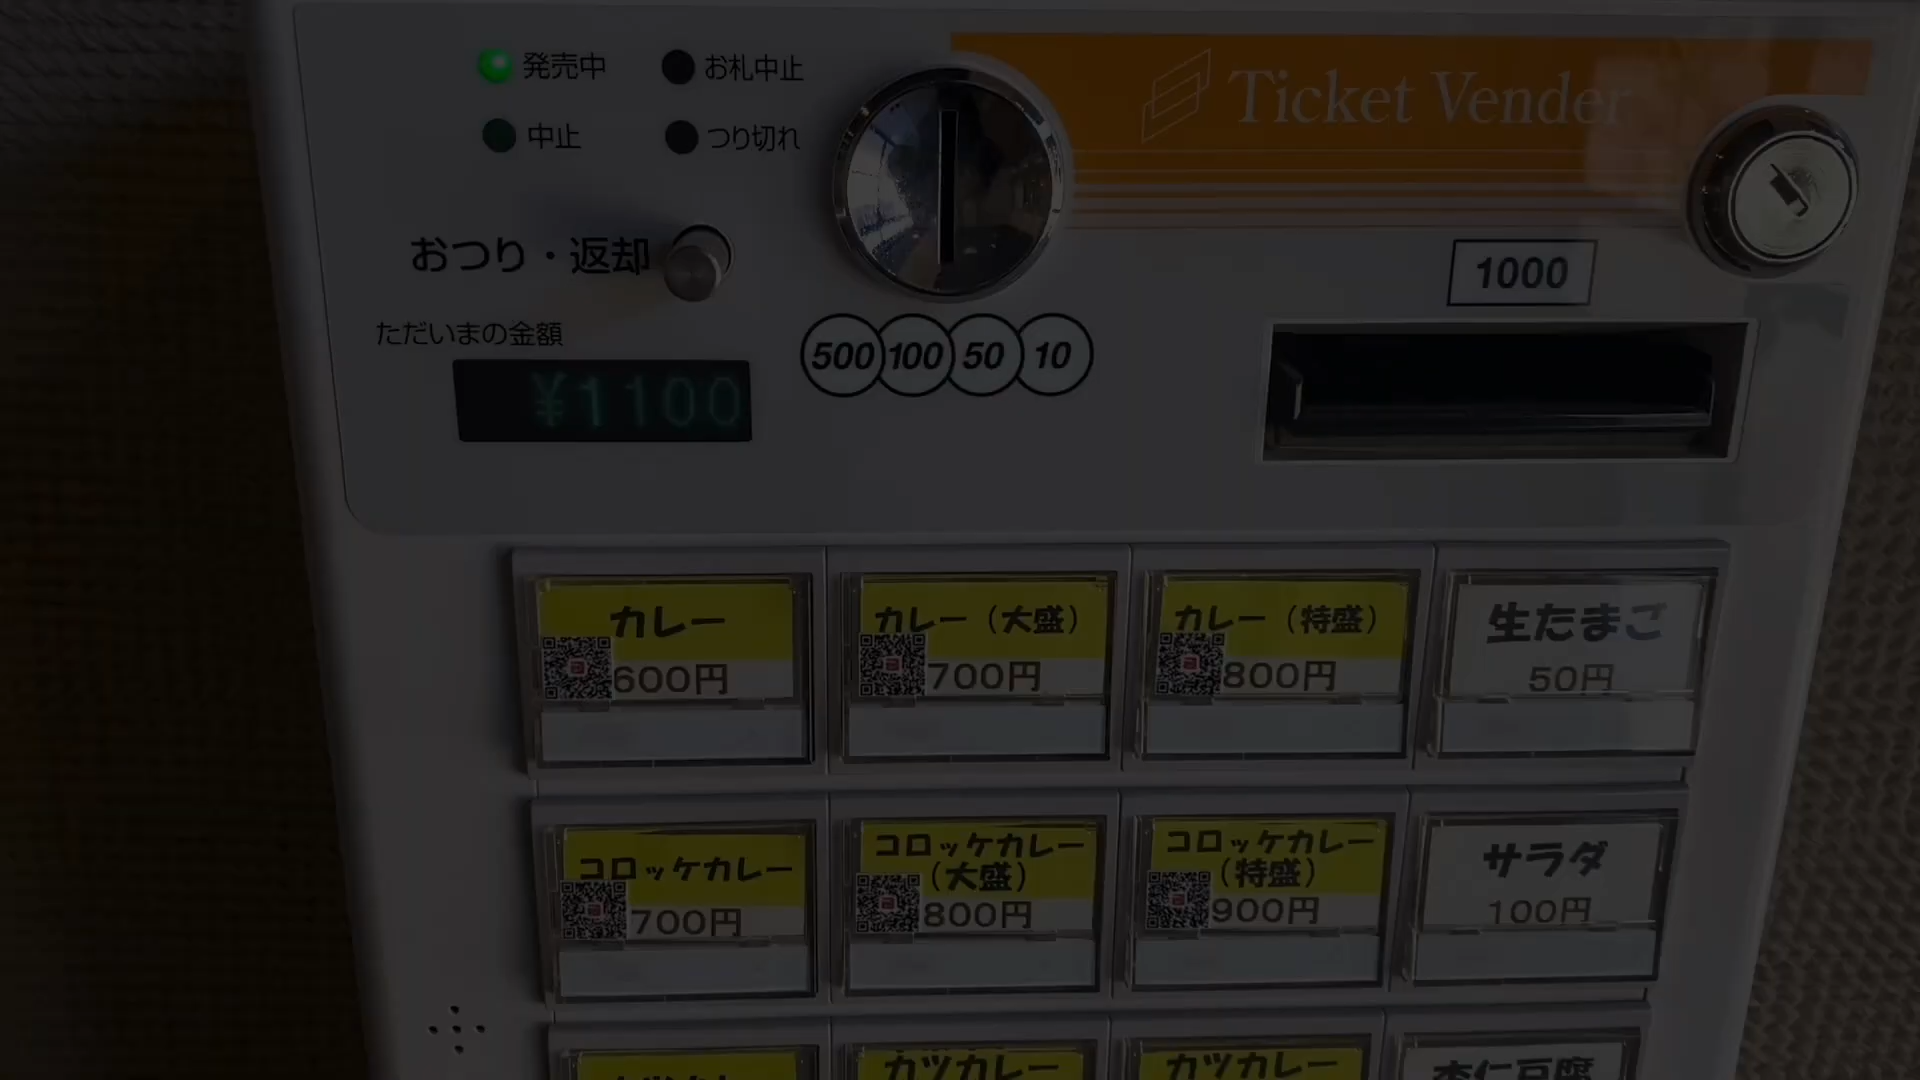 発売中
お札中止
中止
つり切れ
Ticket Vender
おつり・返却
1000
ただいまの金額
¥1100
500 100 50 10
カレー
600円
カレー（大盛）
700円
カレー（特盛）
800円
生たまご
50円
コロッケカレー
700円
コロッケカレー
（大盛）
800円
コロッケカレー
（特盛）
900円
サラダ
100円
カツカレー
カツカレー
杏仁豆腐